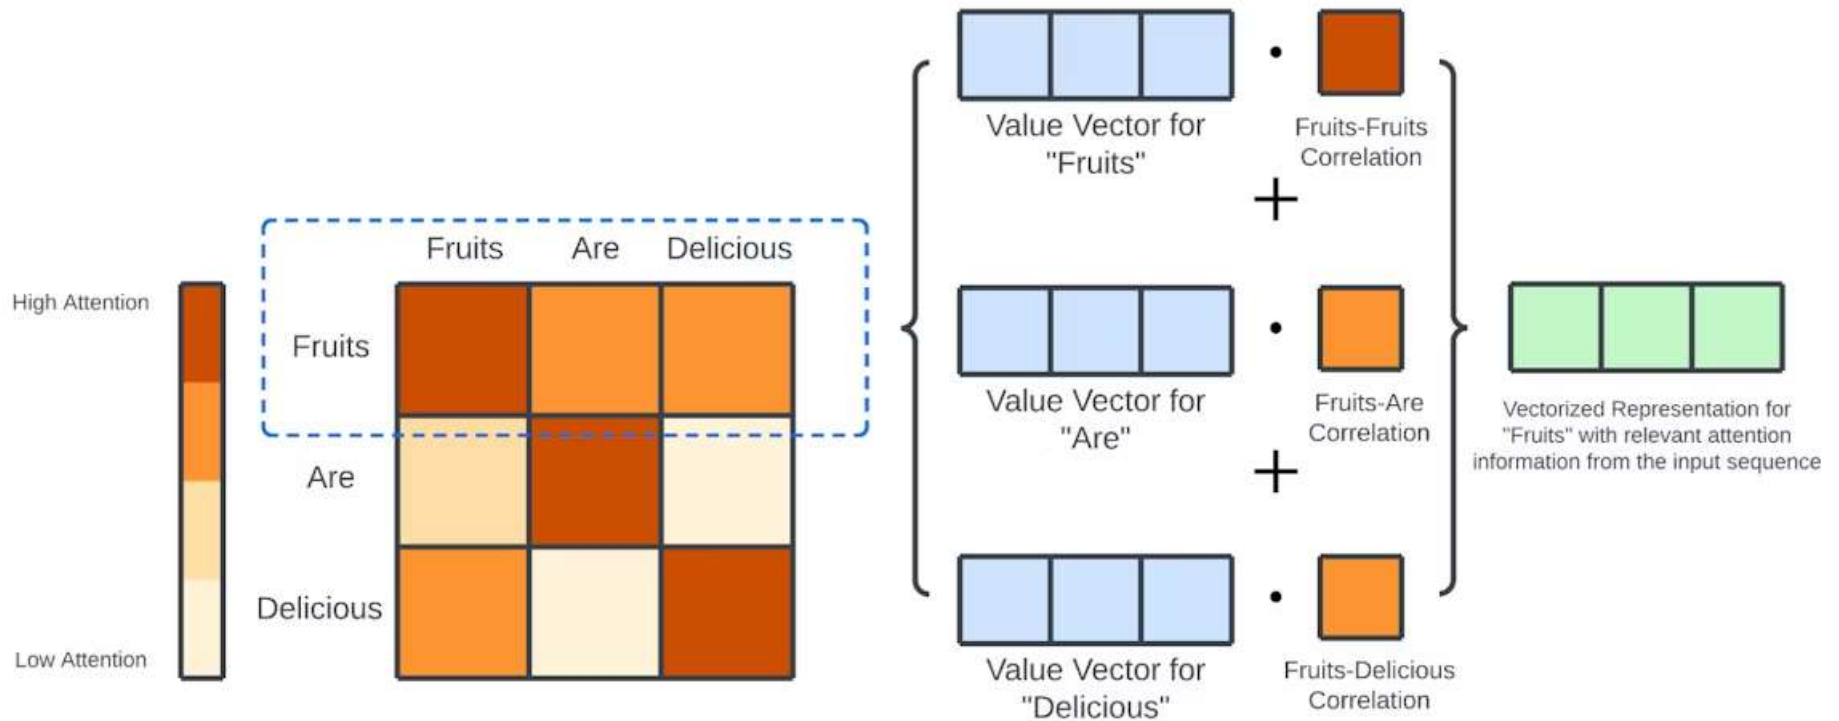 High Attention
Low Attention
Fruits Are Delicious
Fruits
Are
Delicious
Value Vector for
"Fruits"
Fruits-Fruits
Correlation
+
Value Vector for
"Are"
Fruits-Are
Correlation
+
Value Vector for
"Delicious"
Fruits-Delicious
Correlation
Vectorized Representation for
"Fruits" with relevant attention
information from the input sequence